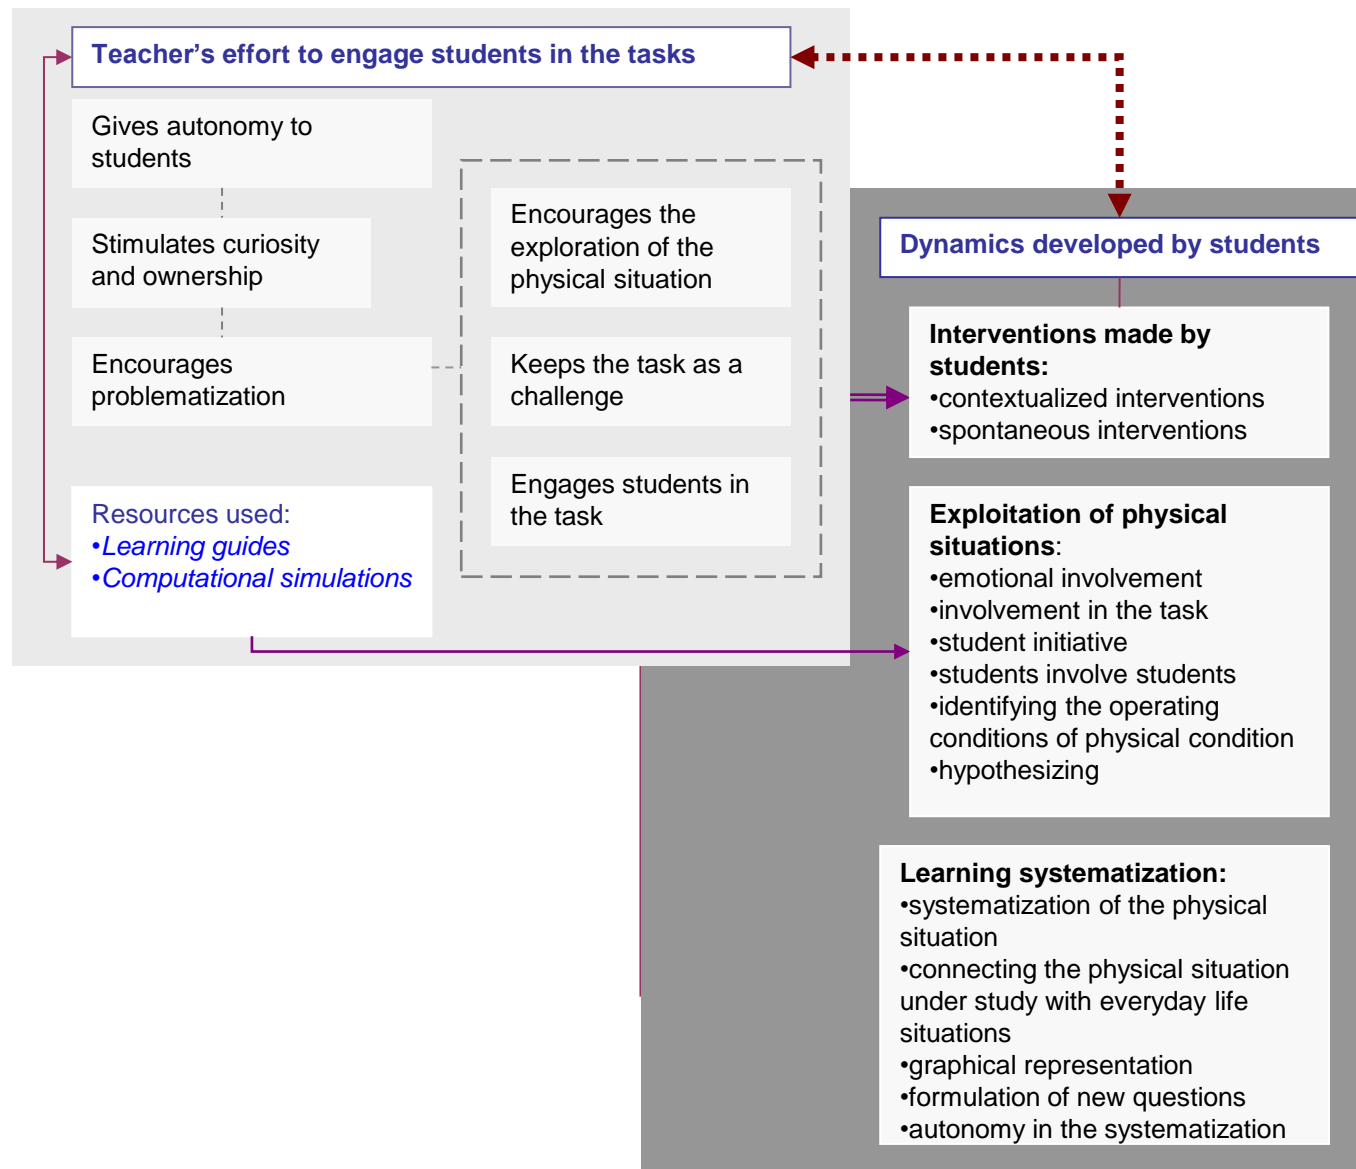 Teacher’s effort to engage students in the tasks
Gives autonomy to
students
Stimulates curiosity
and ownership
Encourages
problematization
Resources used:
•Learning guides
•Computational simulations
Encourages the
exploration of the
physical situation
Keeps the task as a
challenge
Engages students in
the task
Dynamics developed by students
Interventions made by
students:
•contextualized interventions
•spontaneous interventions
Exploitation of physical
situations:
•emotional involvement
•involvement in the task
•student initiative
•students involve students
•identifying the operating
conditions of physical condition
•hypothesizing
Learning systematization:
•systematization of the physical
situation
•connecting the physical situation
under study with everyday life
situations
•graphical representation
•formulation of new questions
•autonomy in the systematization